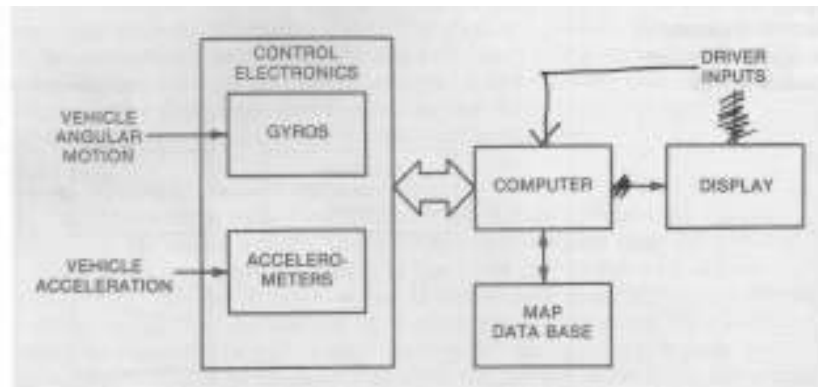 CONTROL
ELECTRONICS
DRIVER
INPUTS
VEHICLE
ANGULAR
MOTION
GYROS
COMPUTER
DISPLAY
VEHICLE
ACCELERATION
ACCELERO-
METERS
MAP
DATA BASE